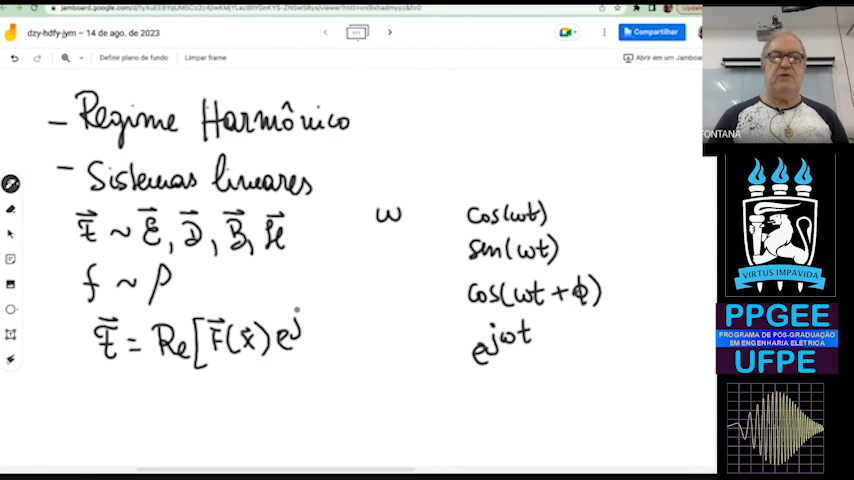 dzy-hdfy-jym – 14 de ago. de 2023
1/1
Compartilhar
Definir plano de fundo
Limpar frame
Abrir em um Jamboard
FONTANA
– Regime Harmônico
– Sistemas lineares
F⃗ ~ E⃗, D⃗, B⃗, H⃗
ω
cos(ωt)
sen(ωt)
f ~ ρ
cos(ωt + ϕ)
F⃗ = Re[F⃗(x⃗) e^j
e^jωt
VIRTUS IMPAVIDA
PPGEE
PROGRAMA DE PÓS-GRADUAÇÃO
EM ENGENHARIA ELÉTRICA
UFPE